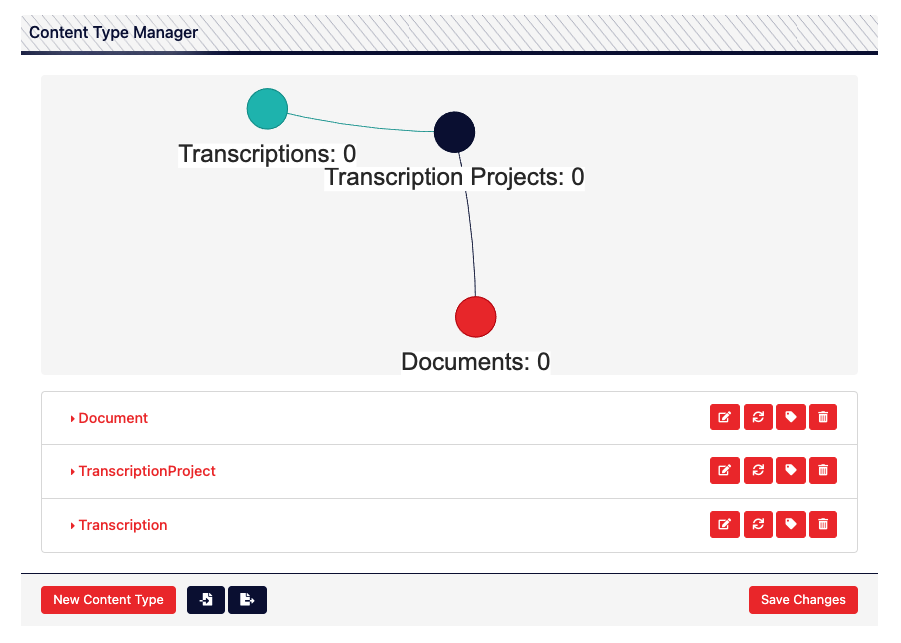 Content Type Manager
Transcriptions: 0
Transcription Projects: 0
Documents: 0
Document
TranscriptionProject
Transcription
New Content Type
Save Changes